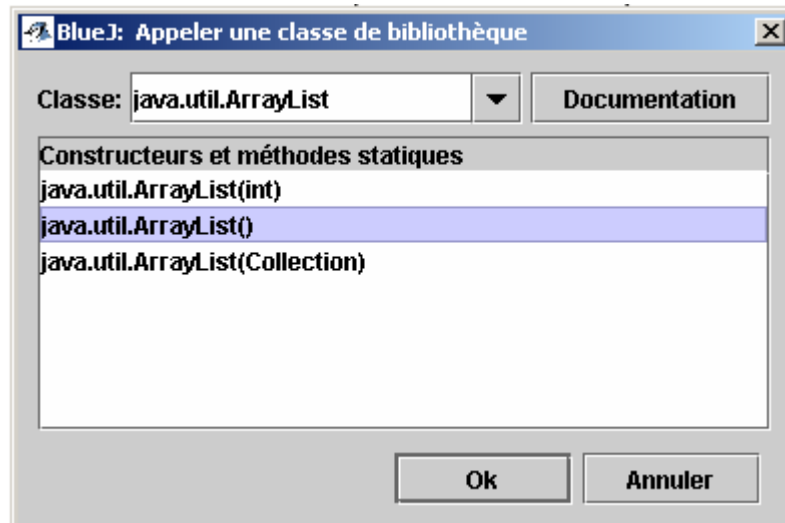 BlueJ: Appeler une classe de bibliothèque
Classe: java.util.ArrayList Documentation
Constructeurs et méthodes statiques
java.util.ArrayList(int)
java.util.ArrayList()
java.util.ArrayList(Collection)
Ok Annuler